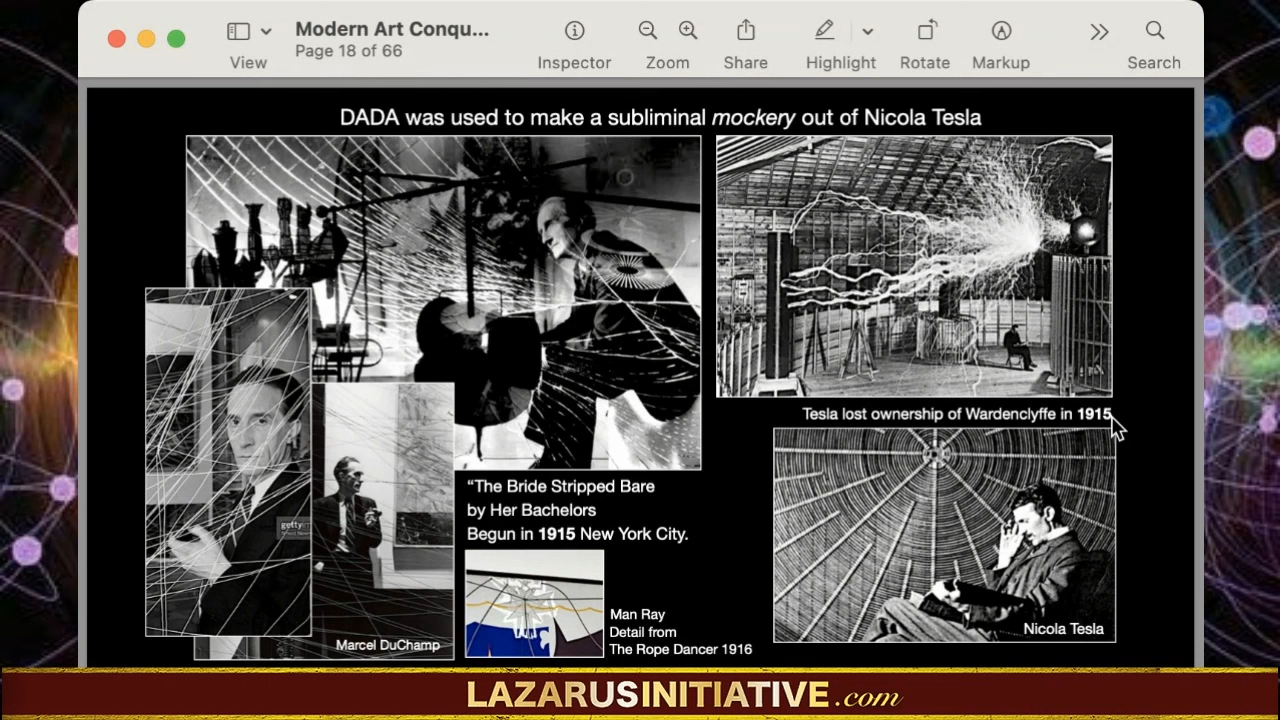 Modern Art Conqu...
Page 18 of 66
View
Inspector
Zoom
Share
Highlight
Rotate
Markup
Search
DADA was used to make a subliminal mockery out of Nicola Tesla
Tesla lost ownership of Wardenclyffe in 1915
"The Bride Stripped Bare
by Her Bachelors
Begun in 1915 New York City.
gettyim
Marcel DuChamp
Man Ray
Detail from
The Rope Dancer 1916
Nicola Tesla
LAZARUSINITIATIVE.com